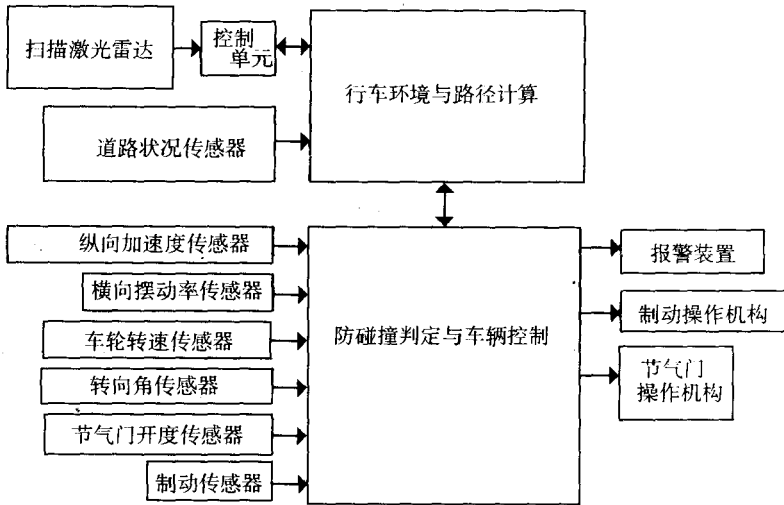 扫描激光雷达
控制
单元
行车环境与路径计算
道路状况传感器
纵向加速度传感器
横向摆动率传感器
车轮转速传感器
转向角传感器
节气门开度传感器
制动传感器
防碰撞判定与车辆控制
报警装置
制动操作机构
节气门
操作机构